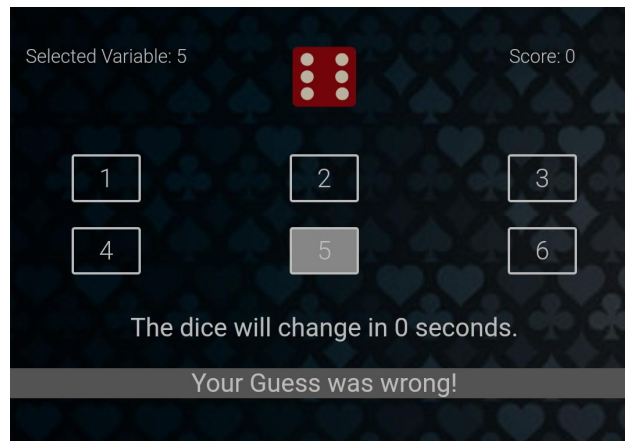 Selected Variable: 5
Score: 0
1
2
3
4
5
6
The dice will change in 0 seconds.
Your Guess was wrong!